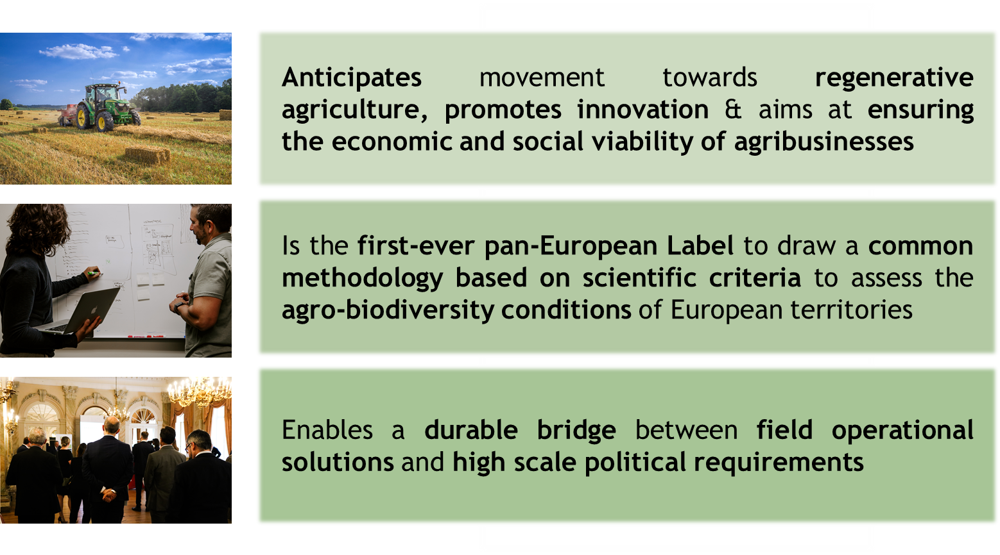 Anticipates movement towards regenerative
agriculture, promotes innovation & aims at ensuring
the economic and social viability of agribusinesses
Is the first-ever pan-European Label to draw a common
methodology based on scientific criteria to assess the
agro-biodiversity conditions of European territories
Enables a durable bridge between field operational
solutions and high scale political requirements